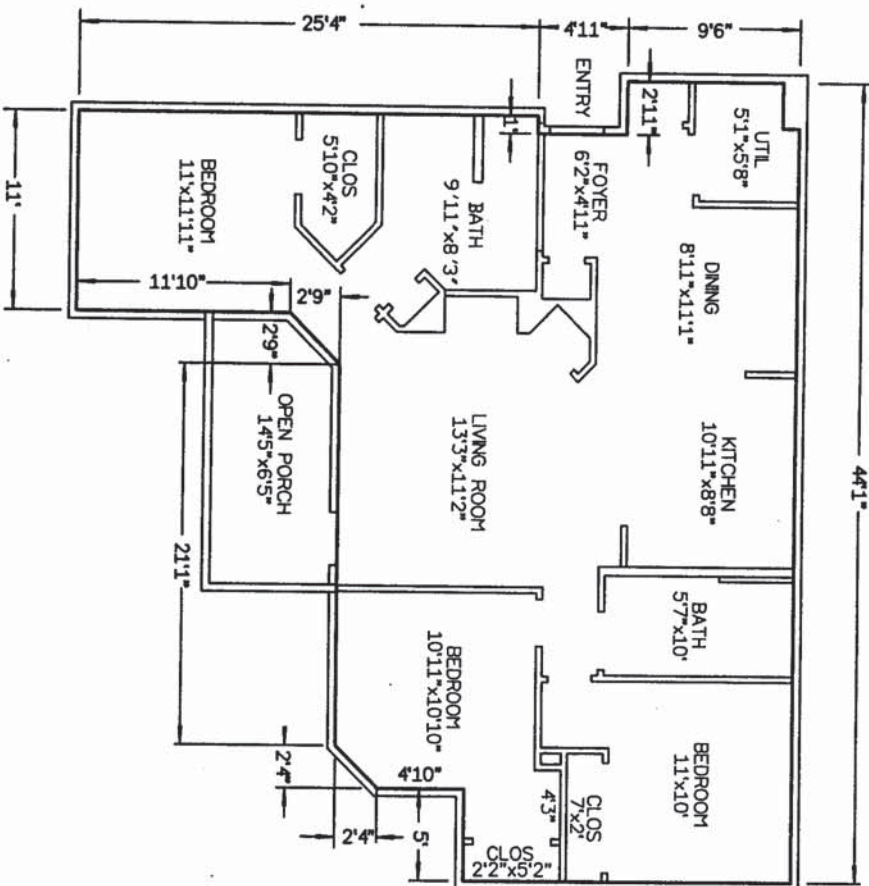 25'4"
4'11"
9'6"
ENTRY
2'11"
1'
UTIL
5'1"x5'8"
FOYER
6'2"x4'11"
CLOS
5'10"x4'2"
BATH
9'11"x8'3"
BEDROOM
11'x11'11"
11'
11'10"
2'9"
2'9"
DINING
8'11"x11'1"
44'1"
OPEN PORCH
14'5"x6'5"
LIVING ROOM
13'3"x11'2"
KITCHEN
10'11"x8'8"
21'1"
BATH
5'7"x10'
BEDROOM
10'11"x10'10"
BEDROOM
11'x10'
2'4"
4'10"
4'3"
CLOS
7'x2'
2'4"
5'
CLOS
2'2"x5'2"